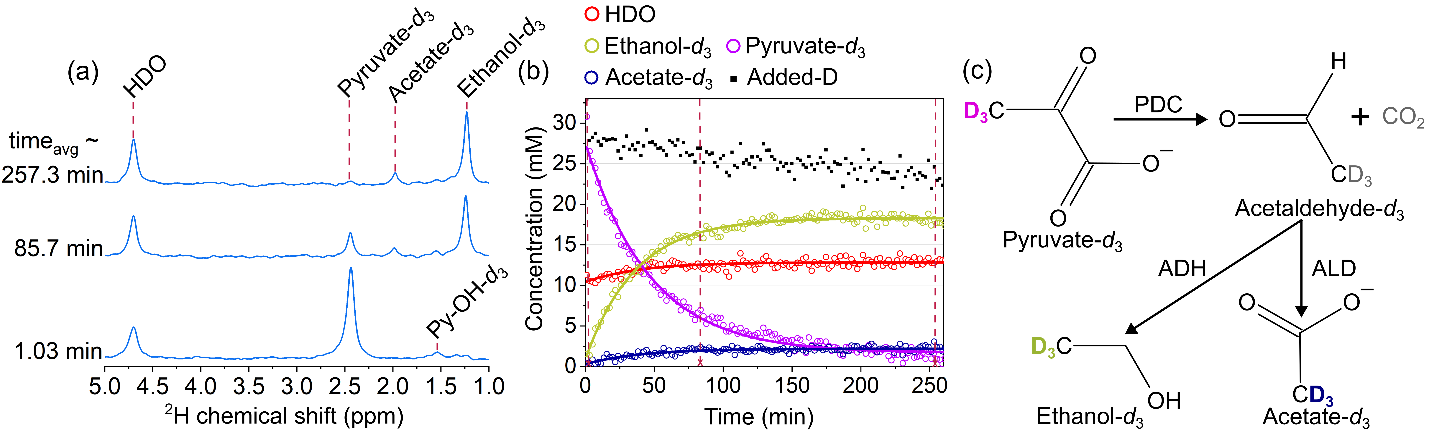 (a)
HDO
Pyruvate-d3
Acetate-d3
Ethanol-d3
timeavg ~
257.3 min
85.7 min
1.03 min
Py-OH-d3
5.0 4.5 4.0 3.5 3.0 2.5 2.0 1.5 1.0
²H chemical shift (ppm)
HDO
Ethanol-d3 Pyruvate-d3
Acetate-d3 Added-D
(b)
Concentration (mM)
30
25
20
15
10
5
0
0 50 100 150 200 250
Time (min)
(c)
O
H
D3C
PDC
O
+ CO2
O⁻
O
CD3
Pyruvate-d3
Acetaldehyde-d3
ADH
ALD
O
O⁻
D3C
OH
CD3
Ethanol-d3
Acetate-d3